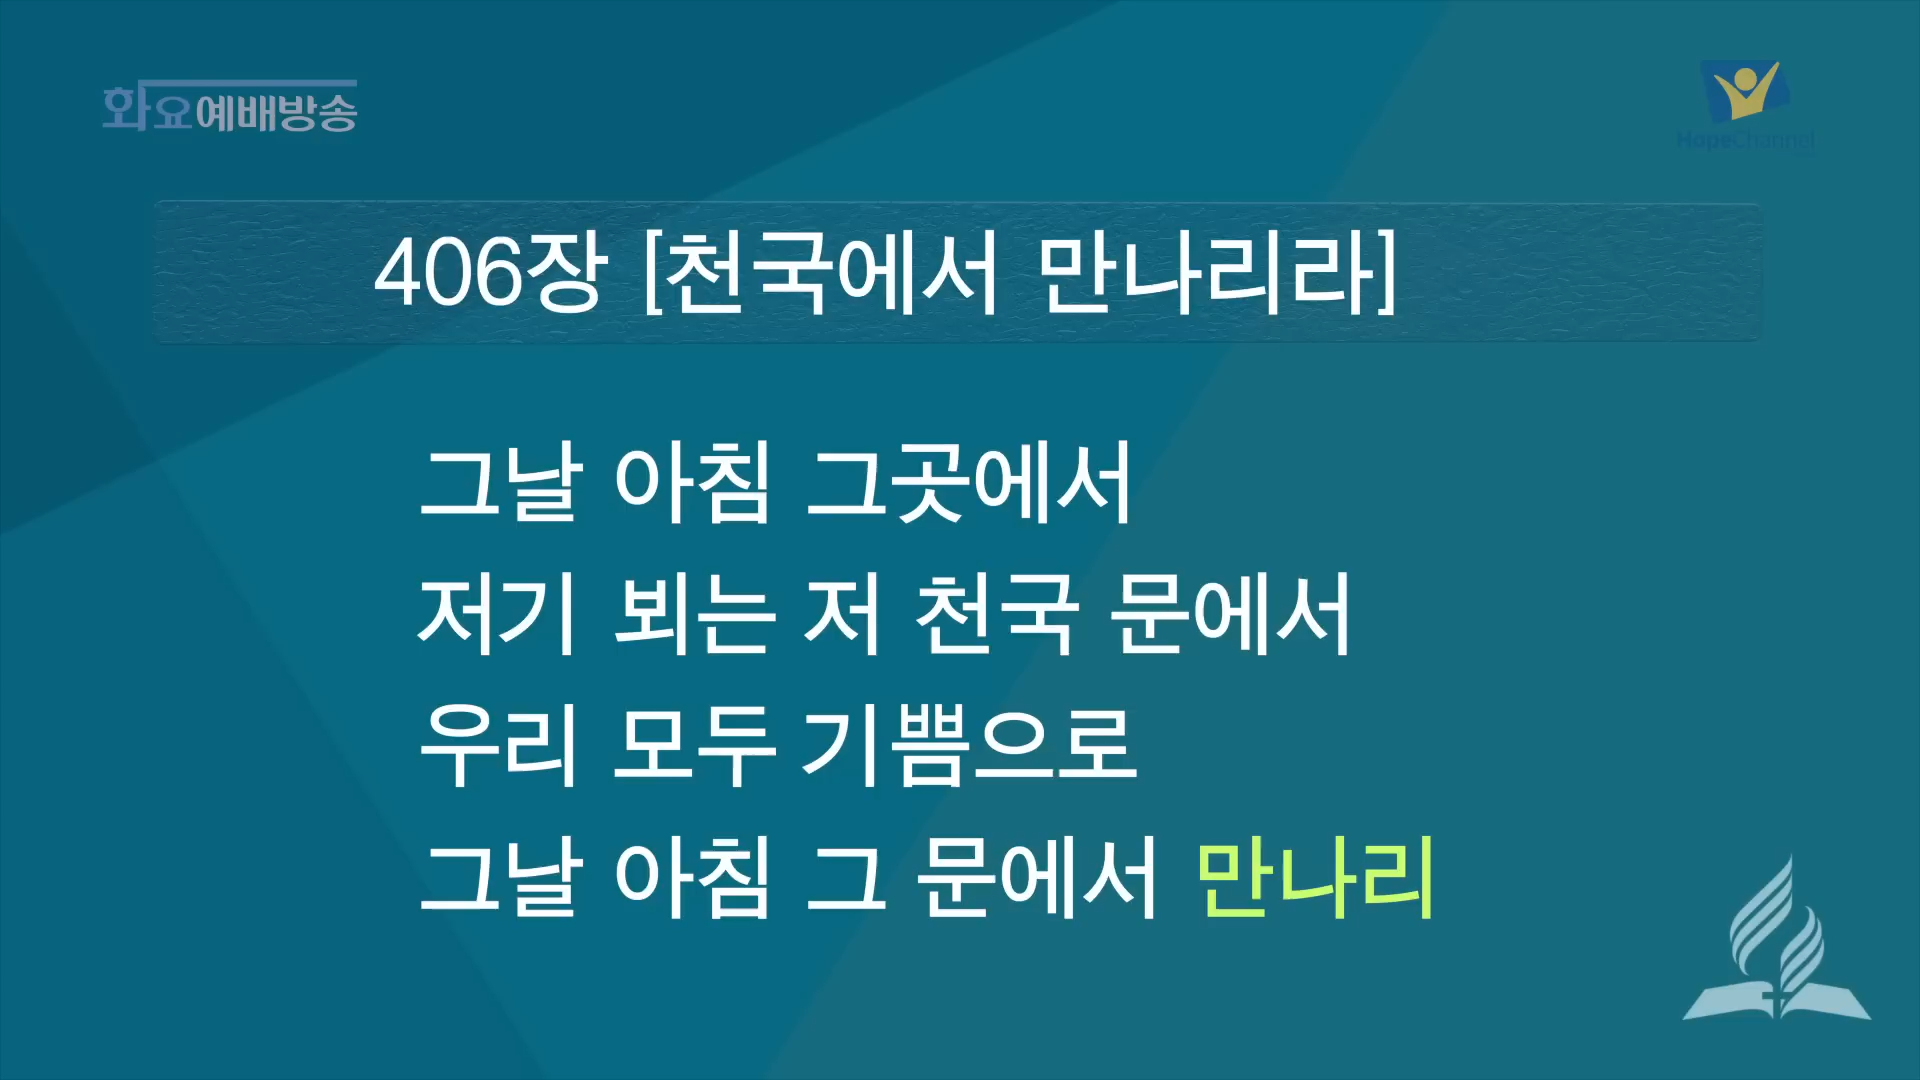 화요예배방송
HopeChannel
406장 [천국에서 만나리라]
그날 아침 그곳에서
저기 뵈는 저 천국 문에서
우리 모두 기쁨으로
그날 아침 그 문에서 만나리